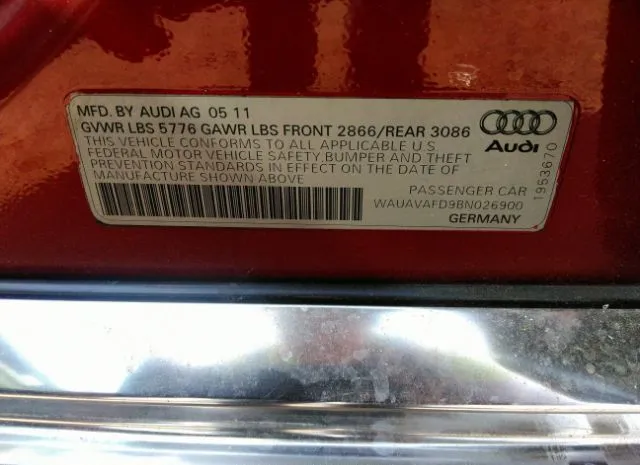 MFD. BY AUDI AG 05 11
GVWR LBS 5776 GAWR LBS FRONT 2866/REAR 3086
THIS VEHICLE CONFORMS TO ALL APPLICABLE U.S.
FEDERAL MOTOR VEHICLE SAFETY,BUMPER AND THEFT
PREVENTION STANDARDS IN EFFECT ON THE DATE OF
MANUFACTURE SHOWN ABOVE
PASSENGER CAR
WAUAVAFD9BN026900
GERMANY
Audi
1953670